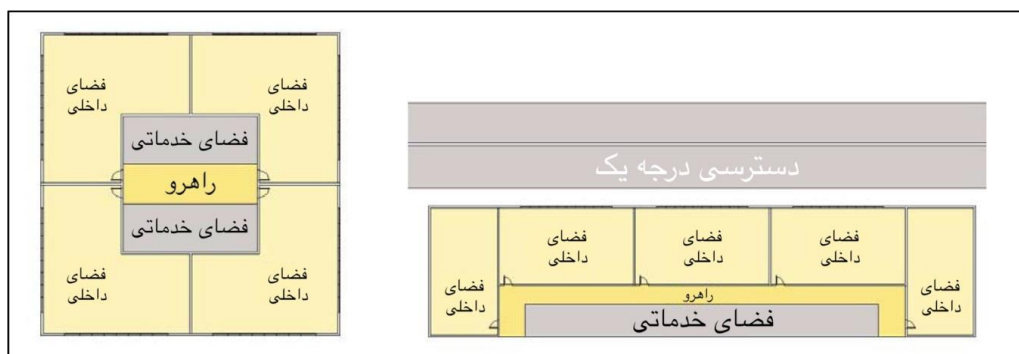 فضای
داخلی
فضای
داخلی
فضای خدماتی
راهرو
فضای خدماتی
فضای
داخلی
فضای
داخلی
دسترسی درجه یک
فضای
داخلی
فضای
داخلی
فضای
داخلی
فضای
داخلی
فضای
داخلی
راهرو
فضای خدماتی